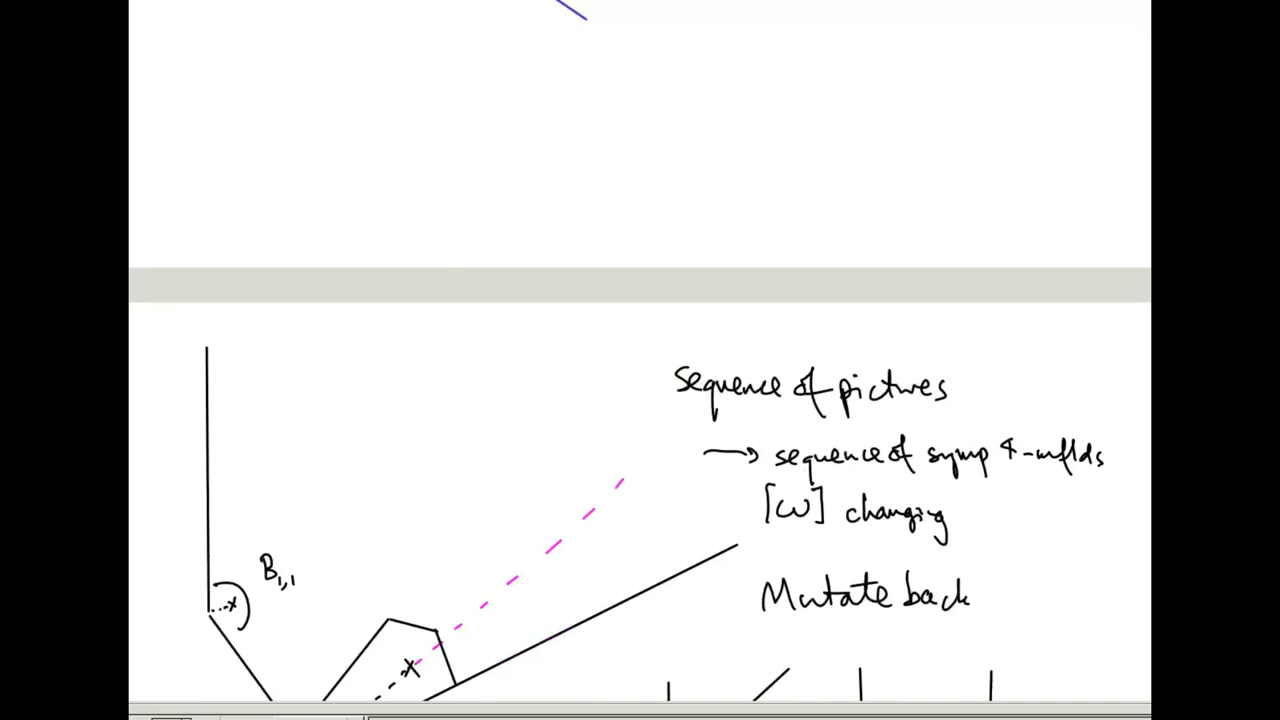 Sequence of pictures
→ sequence of symp 4-mflds
[ω] changing
B1,1
Mutate back